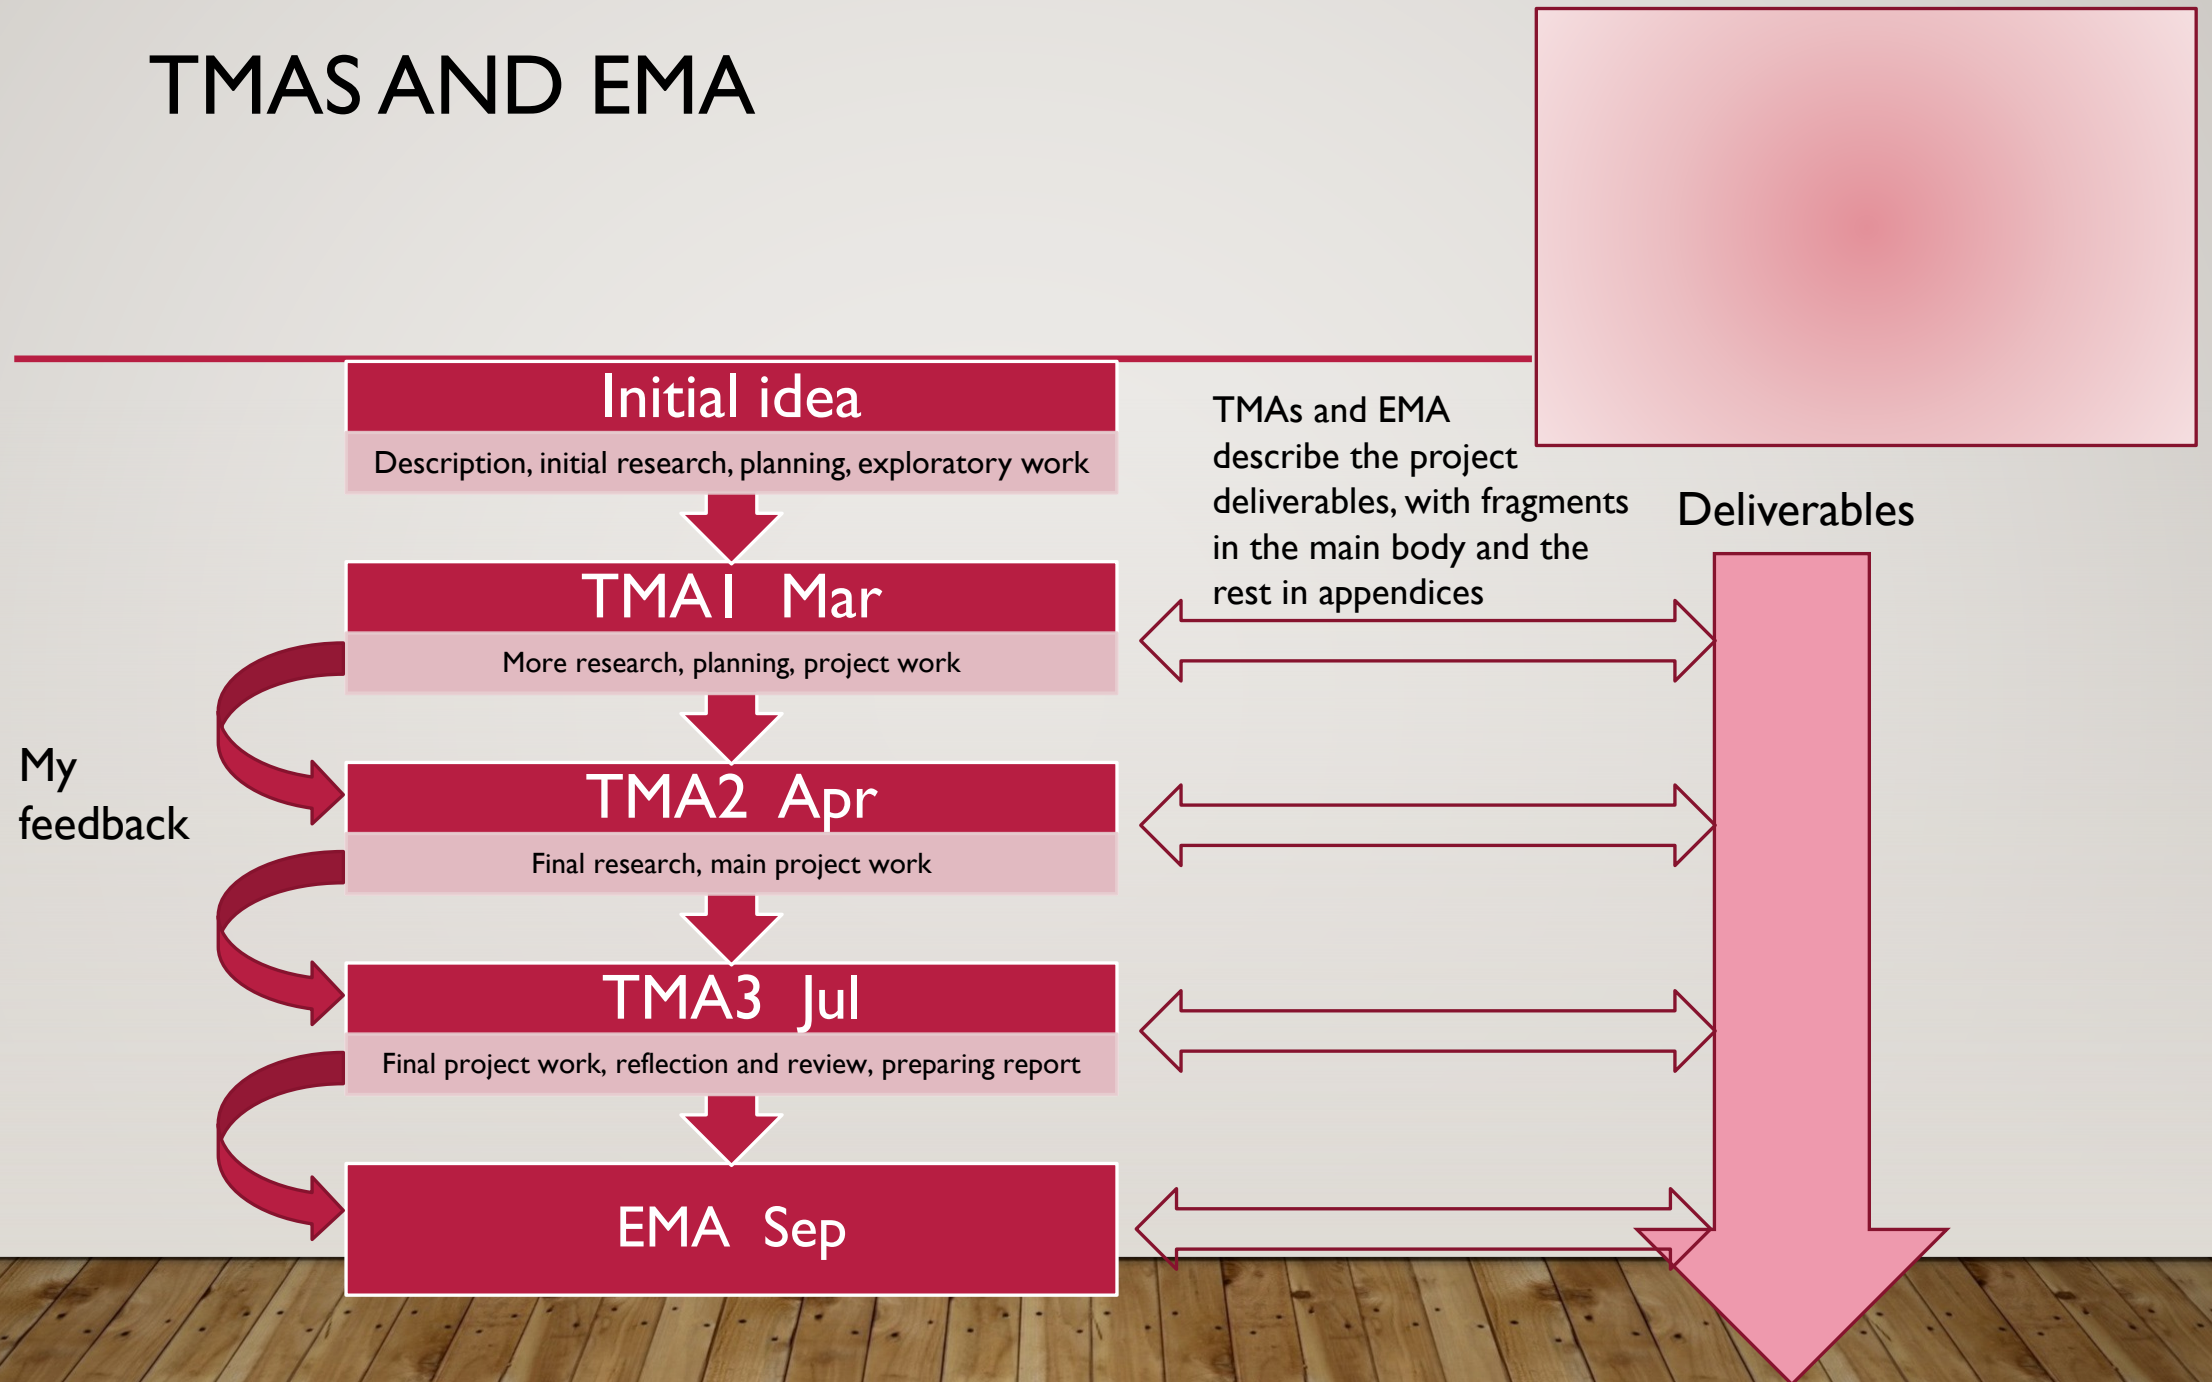 TMAS AND EMA
Initial idea
Description, initial research, planning, exploratory work
TMA1 Mar
More research, planning, project work
TMA2 Apr
Final research, main project work
TMA3 Jul
Final project work, reflection and review, preparing report
EMA Sep
My
feedback
TMAs and EMA
describe the project
deliverables, with fragments
in the main body and the
rest in appendices
Deliverables